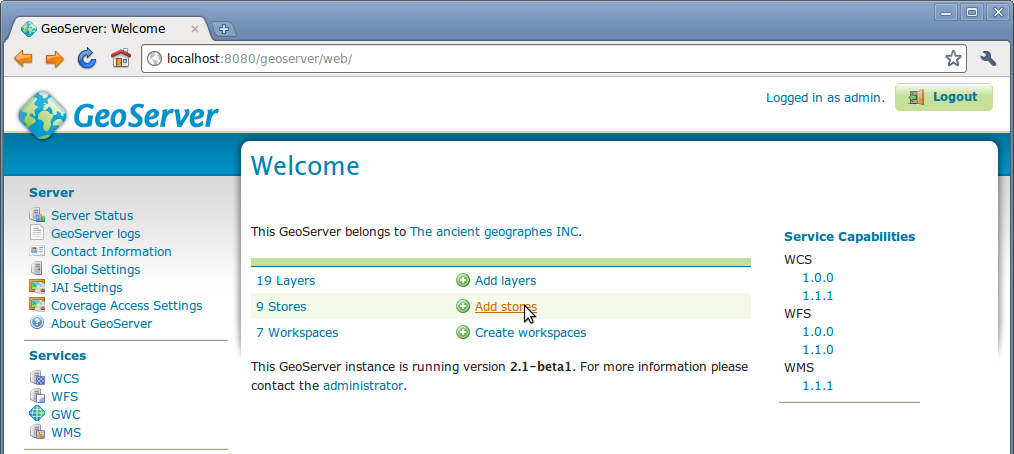 GeoServer: Welcome
localhost:8080/geoserver/web/
GeoServer
Logged in as admin.
Logout
Server
Server Status
GeoServer logs
Contact Information
Global Settings
JAI Settings
Coverage Access Settings
About GeoServer
Services
WCS
WFS
GWC
WMS
Welcome
This GeoServer belongs to The ancient geographes INC.
19 Layers Add layers
9 Stores Add stores
7 Workspaces Create workspaces
This GeoServer instance is running version 2.1-beta1. For more information please
contact the administrator.
Service Capabilities
WCS
1.0.0
1.1.1
WFS
1.0.0
1.1.0
WMS
1.1.1